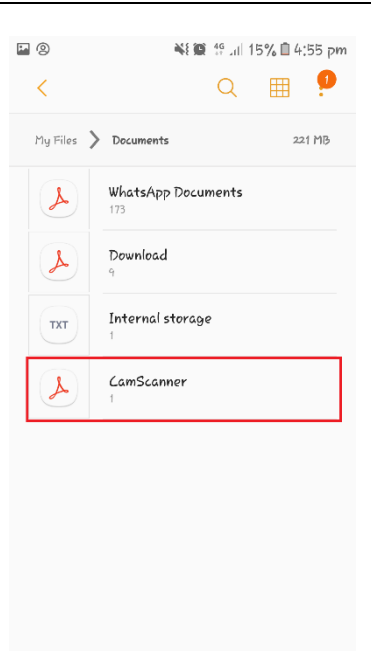 4G 15% 4:55 pm
1
My Files Documents 221 MB
WhatsApp Documents
173
Download
9
TXT
Internal storage
1
CamScanner
1